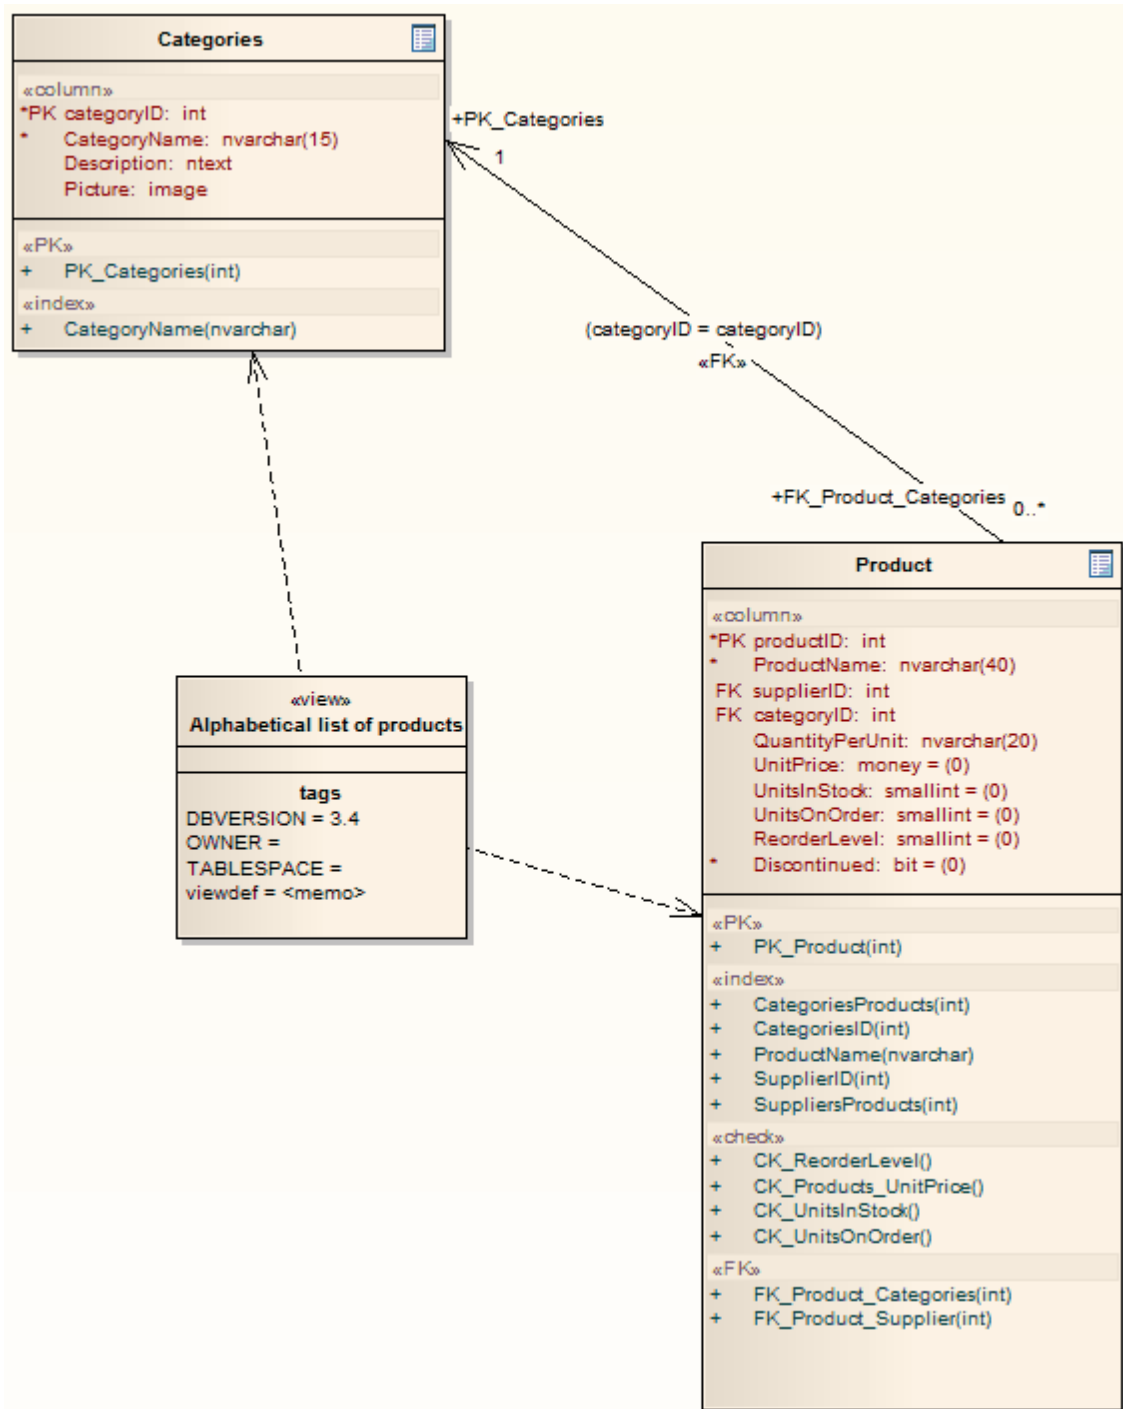 Categories
«column»
*PK categoryID: int
* CategoryName: nvarchar(15)
Description: ntext
Picture: image
«PK»
+ PK_Categories(int)
«index»
+ CategoryName(nvarchar)
+PK_Categories
1
(categoryID = categoryID)
«FK»
+FK_Product_Categories
0..*
«view»
Alphabetical list of products
tags
DBVERSION = 3.4
OWNER =
TABLESPACE =
viewdef = <memo>
Product
«column»
*PK productID: int
* ProductName: nvarchar(40)
FK supplierID: int
FK categoryID: int
QuantityPerUnit: nvarchar(20)
UnitPrice: money = (0)
UnitsInStock: smallint = (0)
UnitsOnOrder: smallint = (0)
ReorderLevel: smallint = (0)
* Discontinued: bit = (0)
«PK»
+ PK_Product(int)
«index»
+ CategoriesProducts(int)
+ CategoriesID(int)
+ ProductName(nvarchar)
+ SupplierID(int)
+ SuppliersProducts(int)
«check»
+ CK_ReorderLevel()
+ CK_Products_UnitPrice()
+ CK_UnitsInStock()
+ CK_UnitsOnOrder()
«FK»
+ FK_Product_Categories(int)
+ FK_Product_Supplier(int)